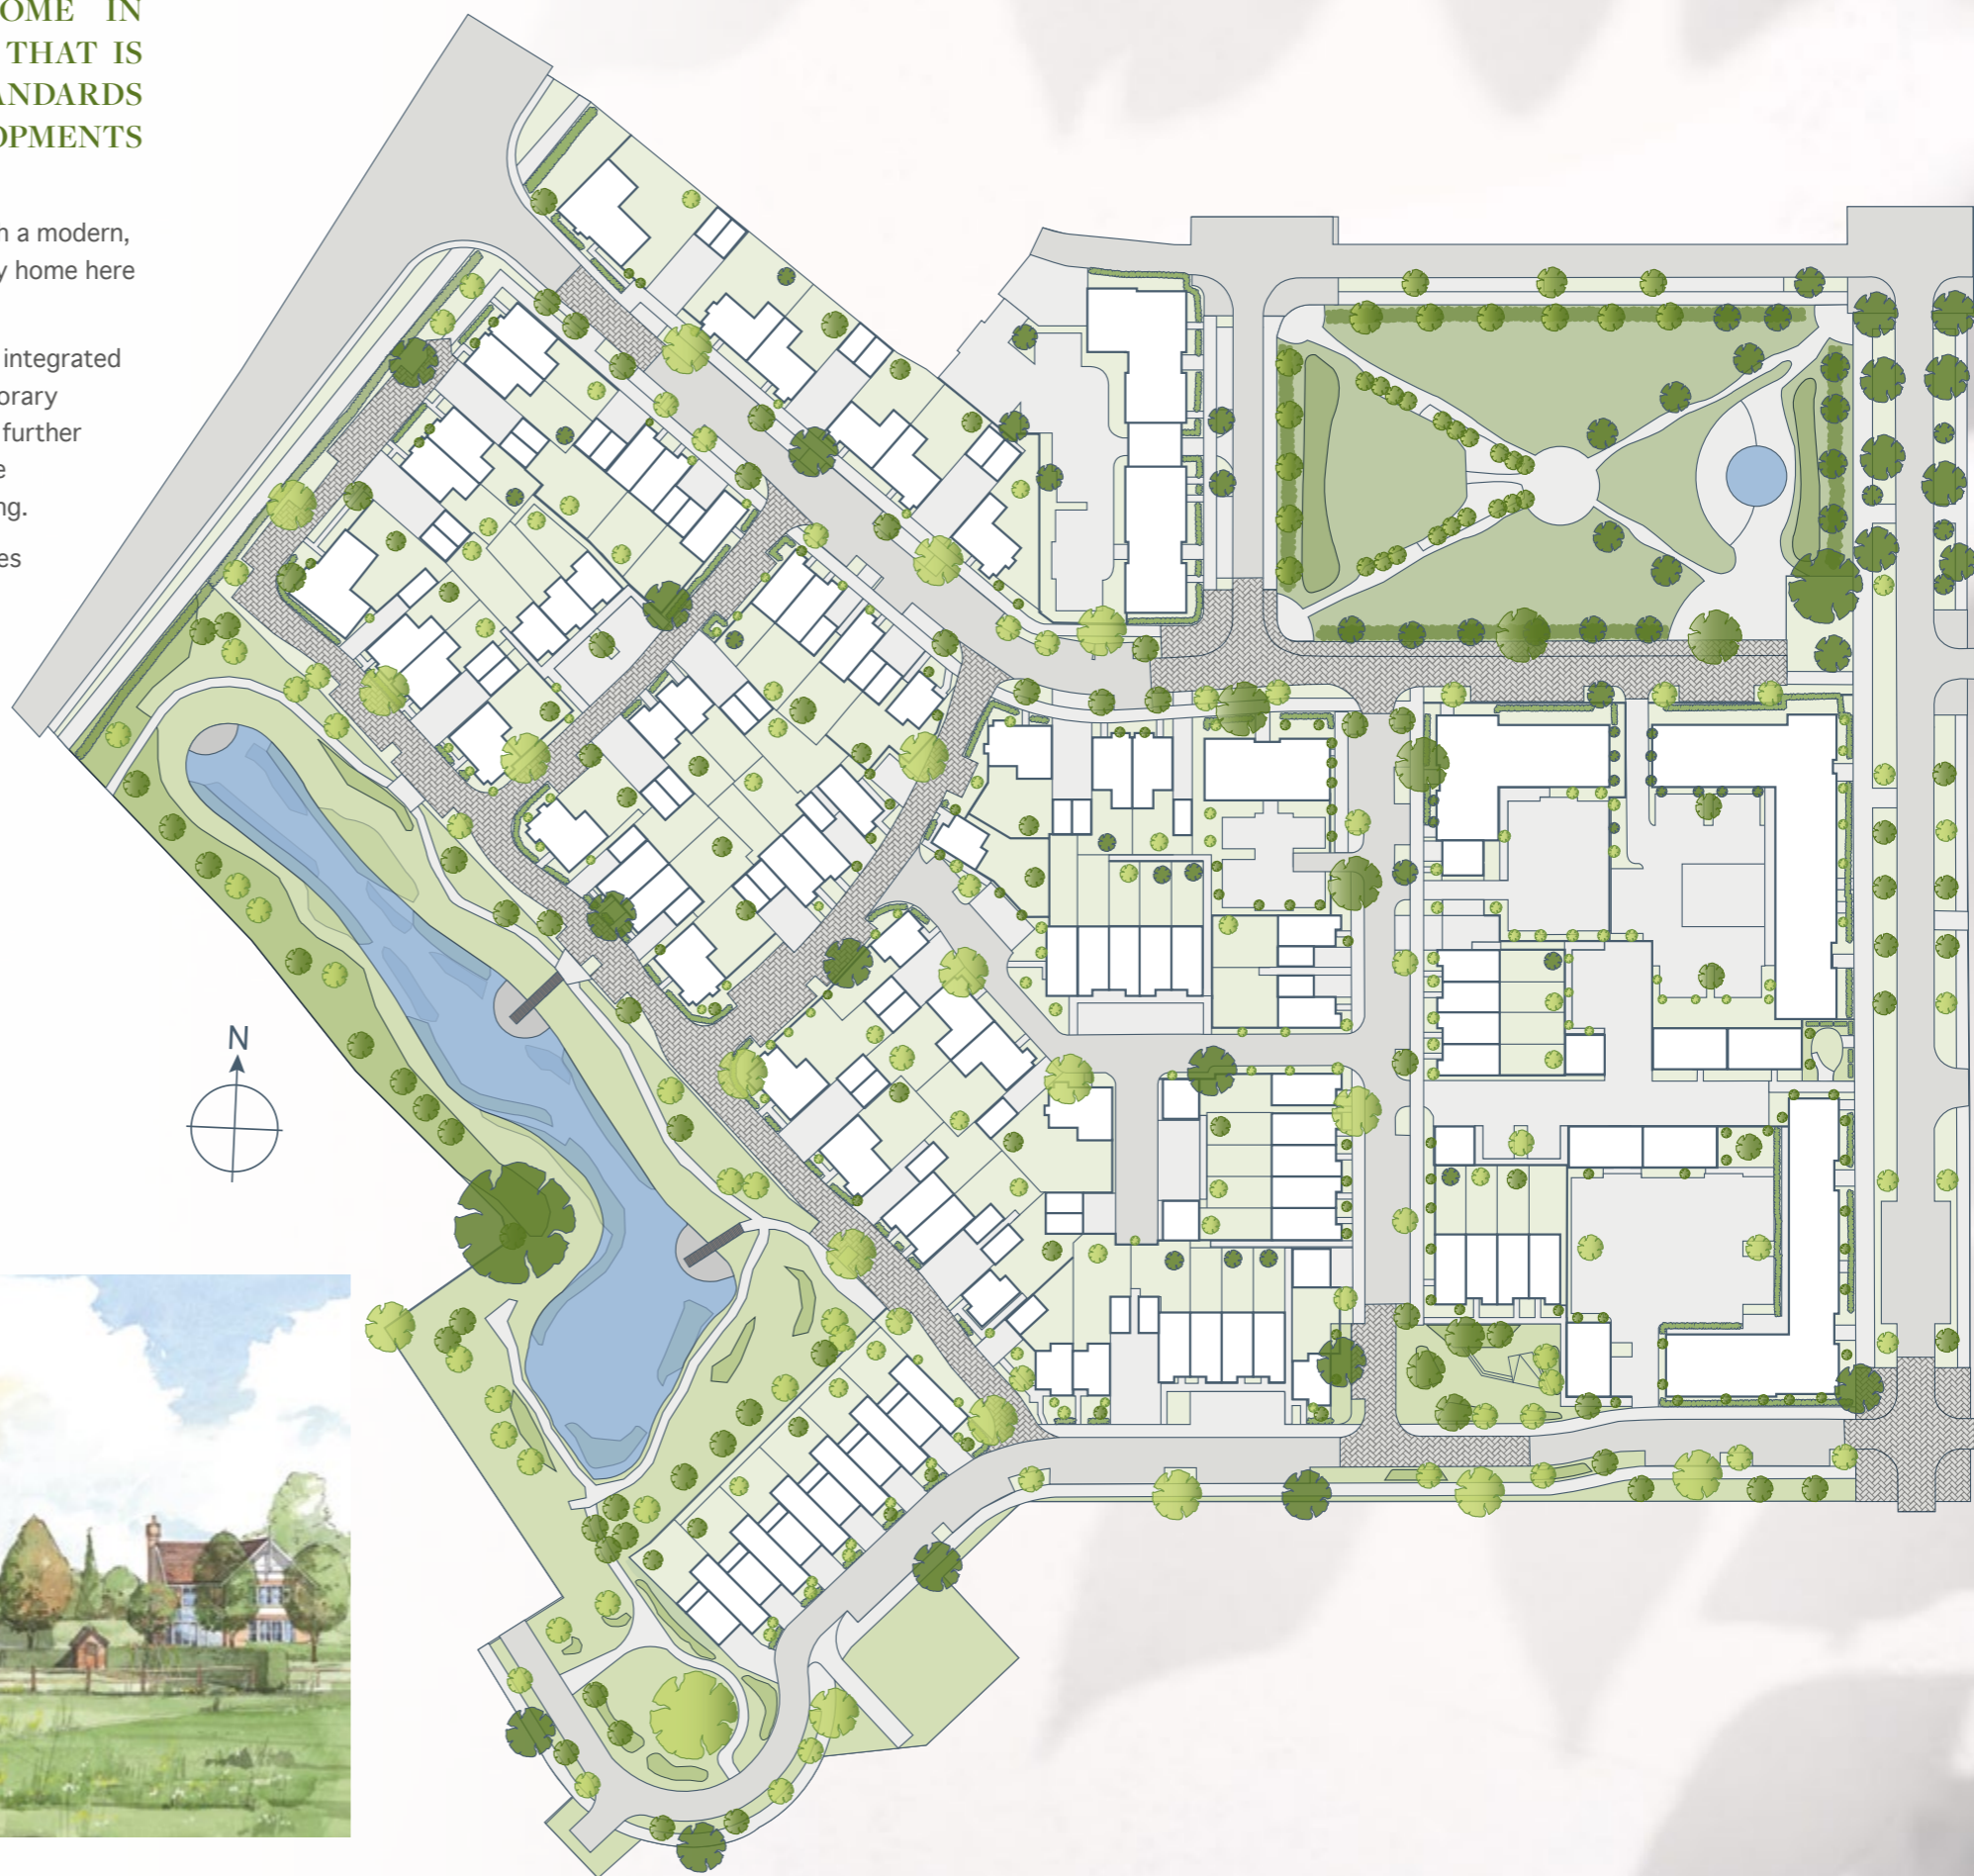 OME IN
THAT IS
ANDARDS
OPMENTS
a modern,
y home here
integrated
orary
further
e
ng.
es
N